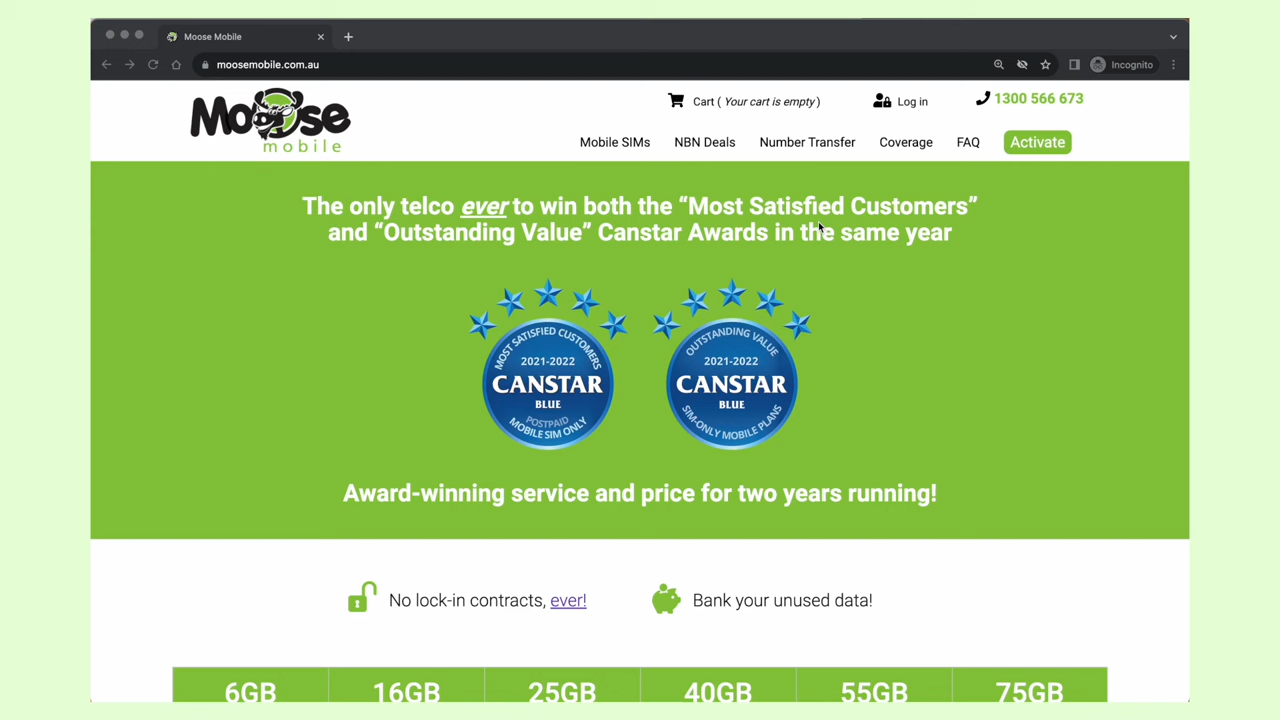 Moose Mobile
moosemobile.com.au
Incognito
Moose
mobile
Cart ( Your cart is empty )
Log in
1300 566 673
Mobile SIMs
NBN Deals
Number Transfer
Coverage
FAQ
Activate
The only telco ever to win both the “Most Satisfied Customers”
and “Outstanding Value” Canstar Awards in the same year
MOST SATISFIED CUSTOMERS
2021-2022
CANSTAR
BLUE
POSTPAID
MOBILE SIM ONLY
OUTSTANDING VALUE
2021-2022
CANSTAR
BLUE
SIM-ONLY MOBILE PLANS
Award-winning service and price for two years running!
No lock-in contracts, ever!
Bank your unused data!
6GB
16GB
25GB
40GB
55GB
75GB